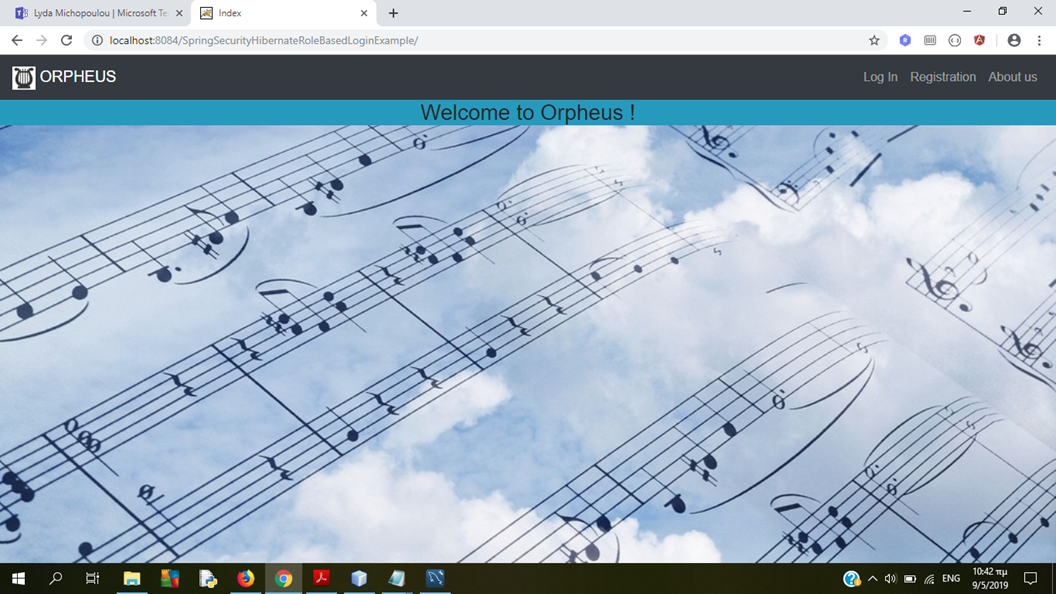 Lyda Michopoulou | Microsoft Te
Index
localhost:8084/SpringSecurityHibernateRoleBasedLoginExample/
ORPHEUS
Log In Registration About us
Welcome to Orpheus !
ENG
10:42 πμ
9/5/2019